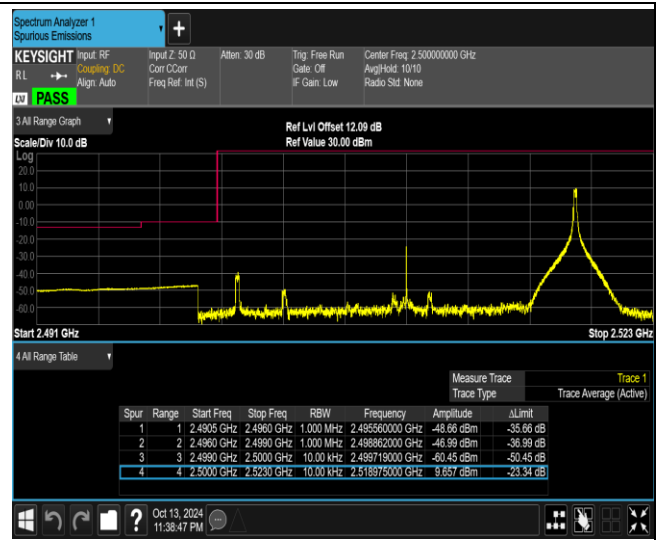 Spectrum Analyzer 1
Spurious Emissions
+
KEYSIGHT Input: RF Input Z: 50 Ω Atten: 30 dB Trig: Free Run Center Freq: 2.500000000 GHz
RL Coupling: DC Corr CCorr Gate: Off Avg|Hold: 10/10
Align: Auto Freq Ref: Int (S) IF Gain: Low Radio Std: None
LXI PASS
3 All Range Graph
Ref Lvl Offset 12.09 dB
Scale/Div 10.0 dB Ref Value 30.00 dBm
Log
20.0
10.0
0.00
-10.0
-20.0
-30.0
-40.0
-50.0
-60.0
Start 2.491 GHz Stop 2.523 GHz
4 All Range Table
Measure Trace Trace 1
Trace Type Trace Average (Active)
Spur Range Start Freq Stop Freq RBW Frequency Amplitude ΔLimit
1 1 2.4905 GHz 2.4960 GHz 1.000 MHz 2.495560000 GHz -48.66 dBm -35.66 dB
2 2 2.4960 GHz 2.4990 GHz 1.000 MHz 2.498862000 GHz -46.99 dBm -36.99 dB
3 3 2.4990 GHz 2.5000 GHz 10.00 kHz 2.499719000 GHz -60.45 dBm -50.45 dB
4 4 2.5000 GHz 2.5230 GHz 10.00 kHz 2.518975000 GHz 9.657 dBm -23.34 dB
? Oct 13, 2024
11:38:47 PM